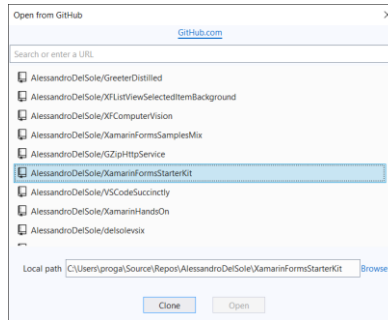 Open from GitHub
GitHub.com
Search or enter a URL
AlessandroDelSole/GreeterDistilled
AlessandroDelSole/XFListViewSelectedItemBackground
AlessandroDelSole/XFComputerVision
AlessandroDelSole/XamarinFormsSamplesMix
AlessandroDelSole/GZipHttpService
AlessandroDelSole/XamarinFormsStarterKit
AlessandroDelSole/VSCodeSuccinctly
AlessandroDelSole/XamarinHandsOn
AlessandroDelSole/delsolevsix
Local path C:\Users\proga\Source\Repos\AlessandroDelSole\XamarinFormsStarterKit Browse
Clone Open